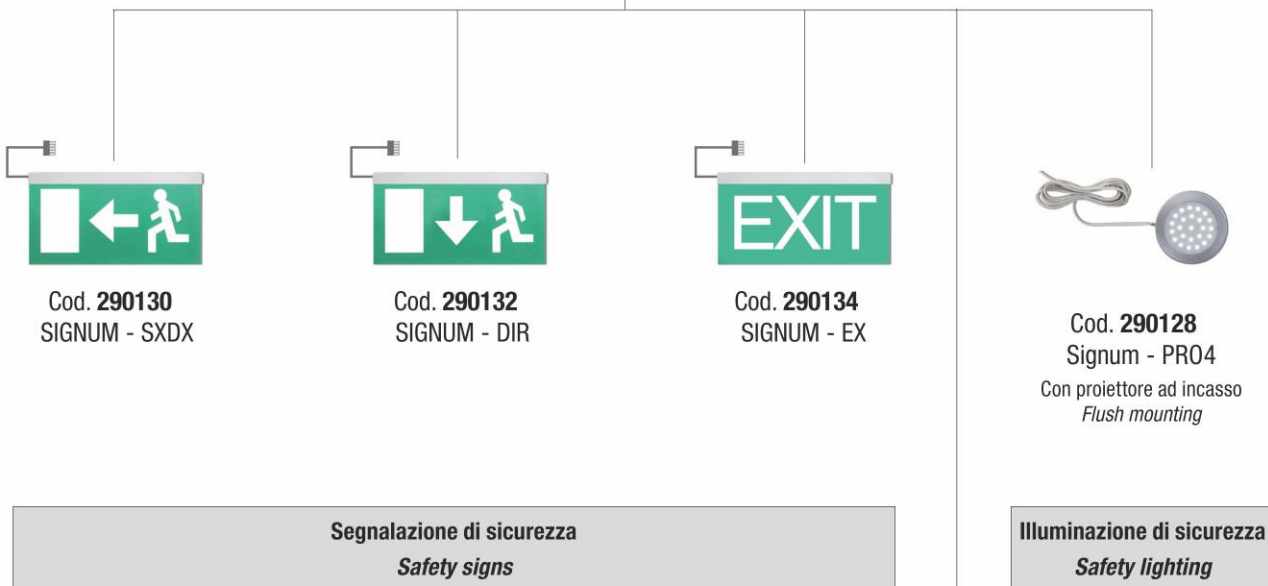 EXIT
Cod. 290130
SIGNUM - SXDX
Cod. 290132
SIGNUM - DIR
Cod. 290134
SIGNUM - EX
Cod. 290128
Signum - PRO4
Con proiettore ad incasso
Flush mounting
Segnalazione di sicurezza
Safety signs
Illuminazione di sicurezza
Safety lighting